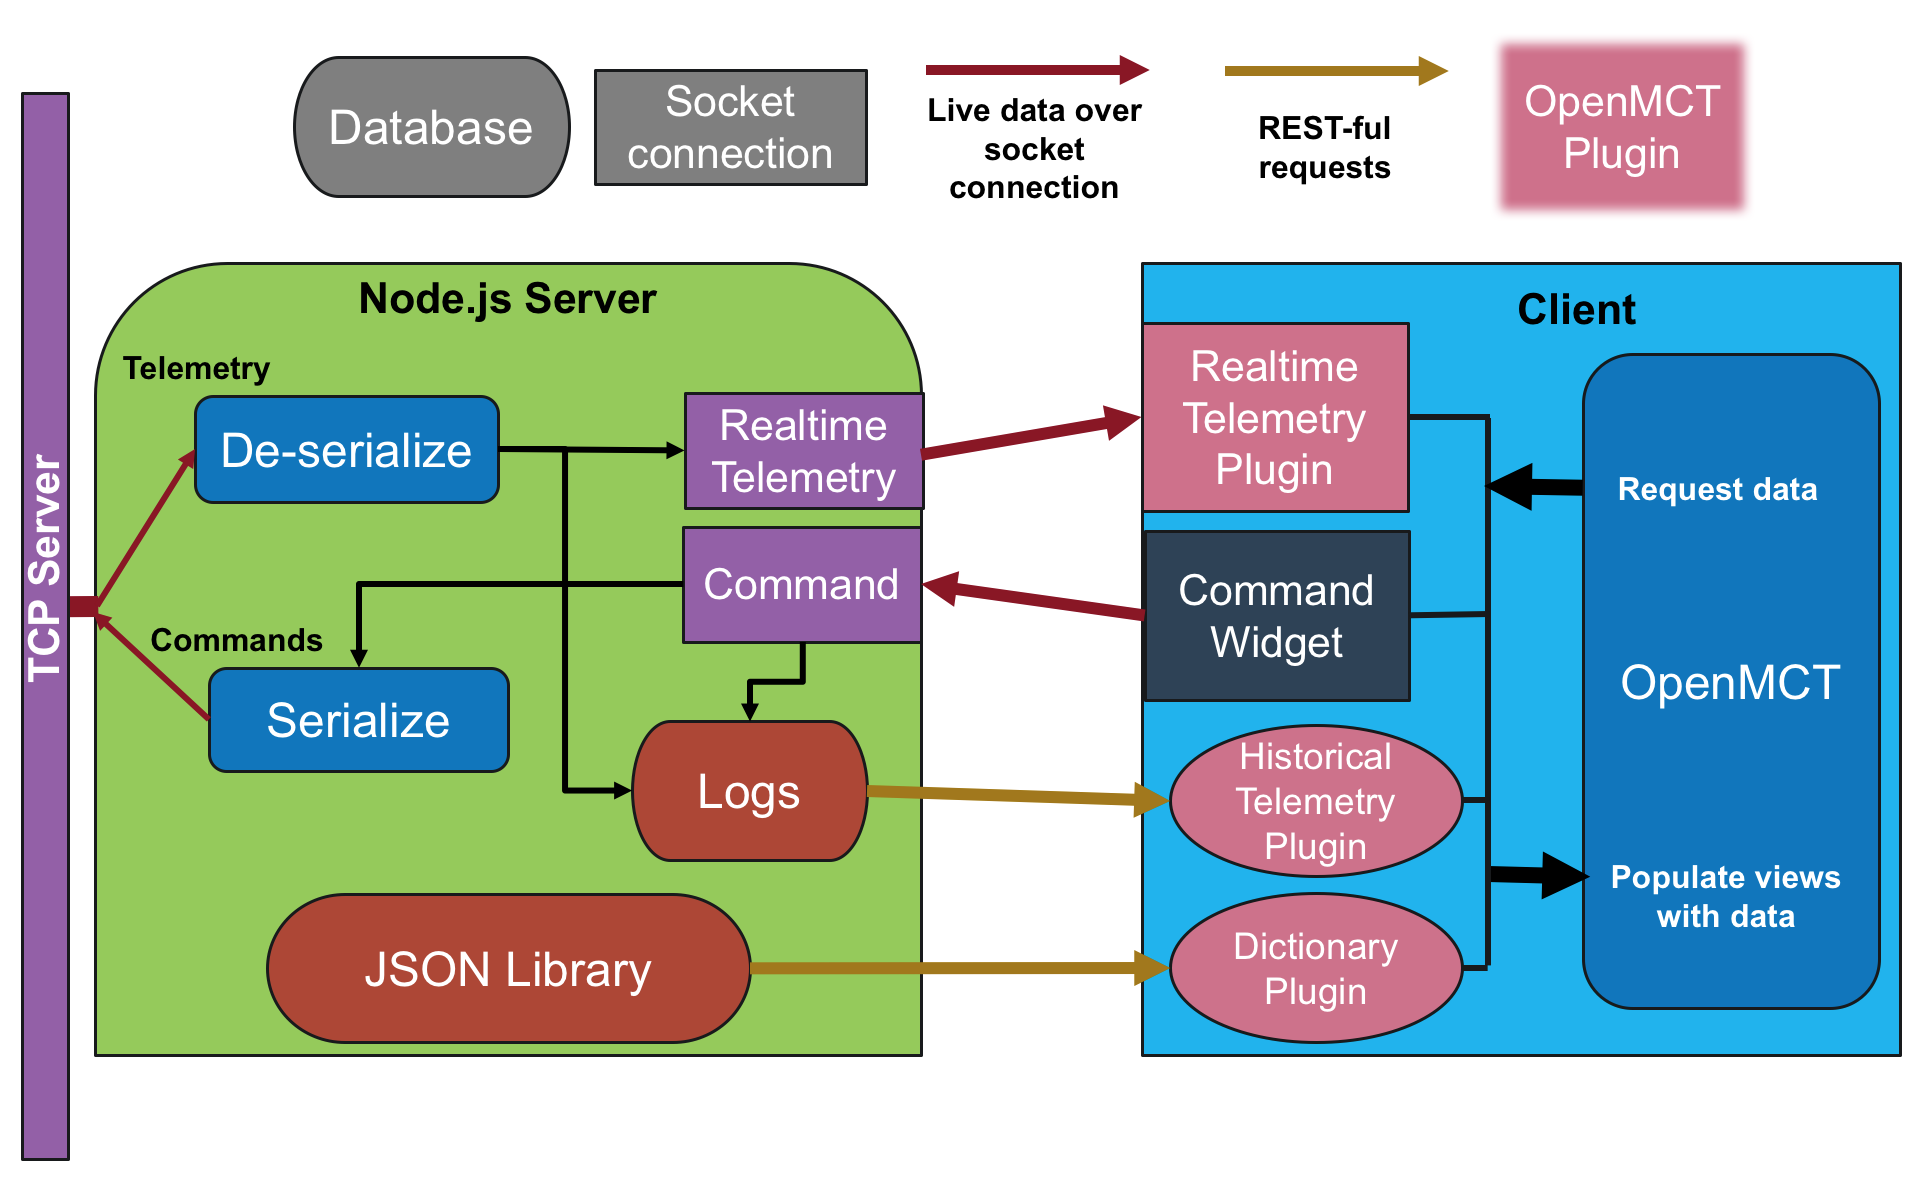 Database
Socket
connection
Live data over
socket
connection
REST-ful
requests
OpenMCT
Plugin
TCP Server
Node.js Server
Telemetry
De-serialize
Realtime
Telemetry
Command
Commands
Serialize
Logs
JSON Library
Client
Realtime
Telemetry
Plugin
Command
Widget
Historical
Telemetry
Plugin
Dictionary
Plugin
Request data
OpenMCT
Populate views
with data